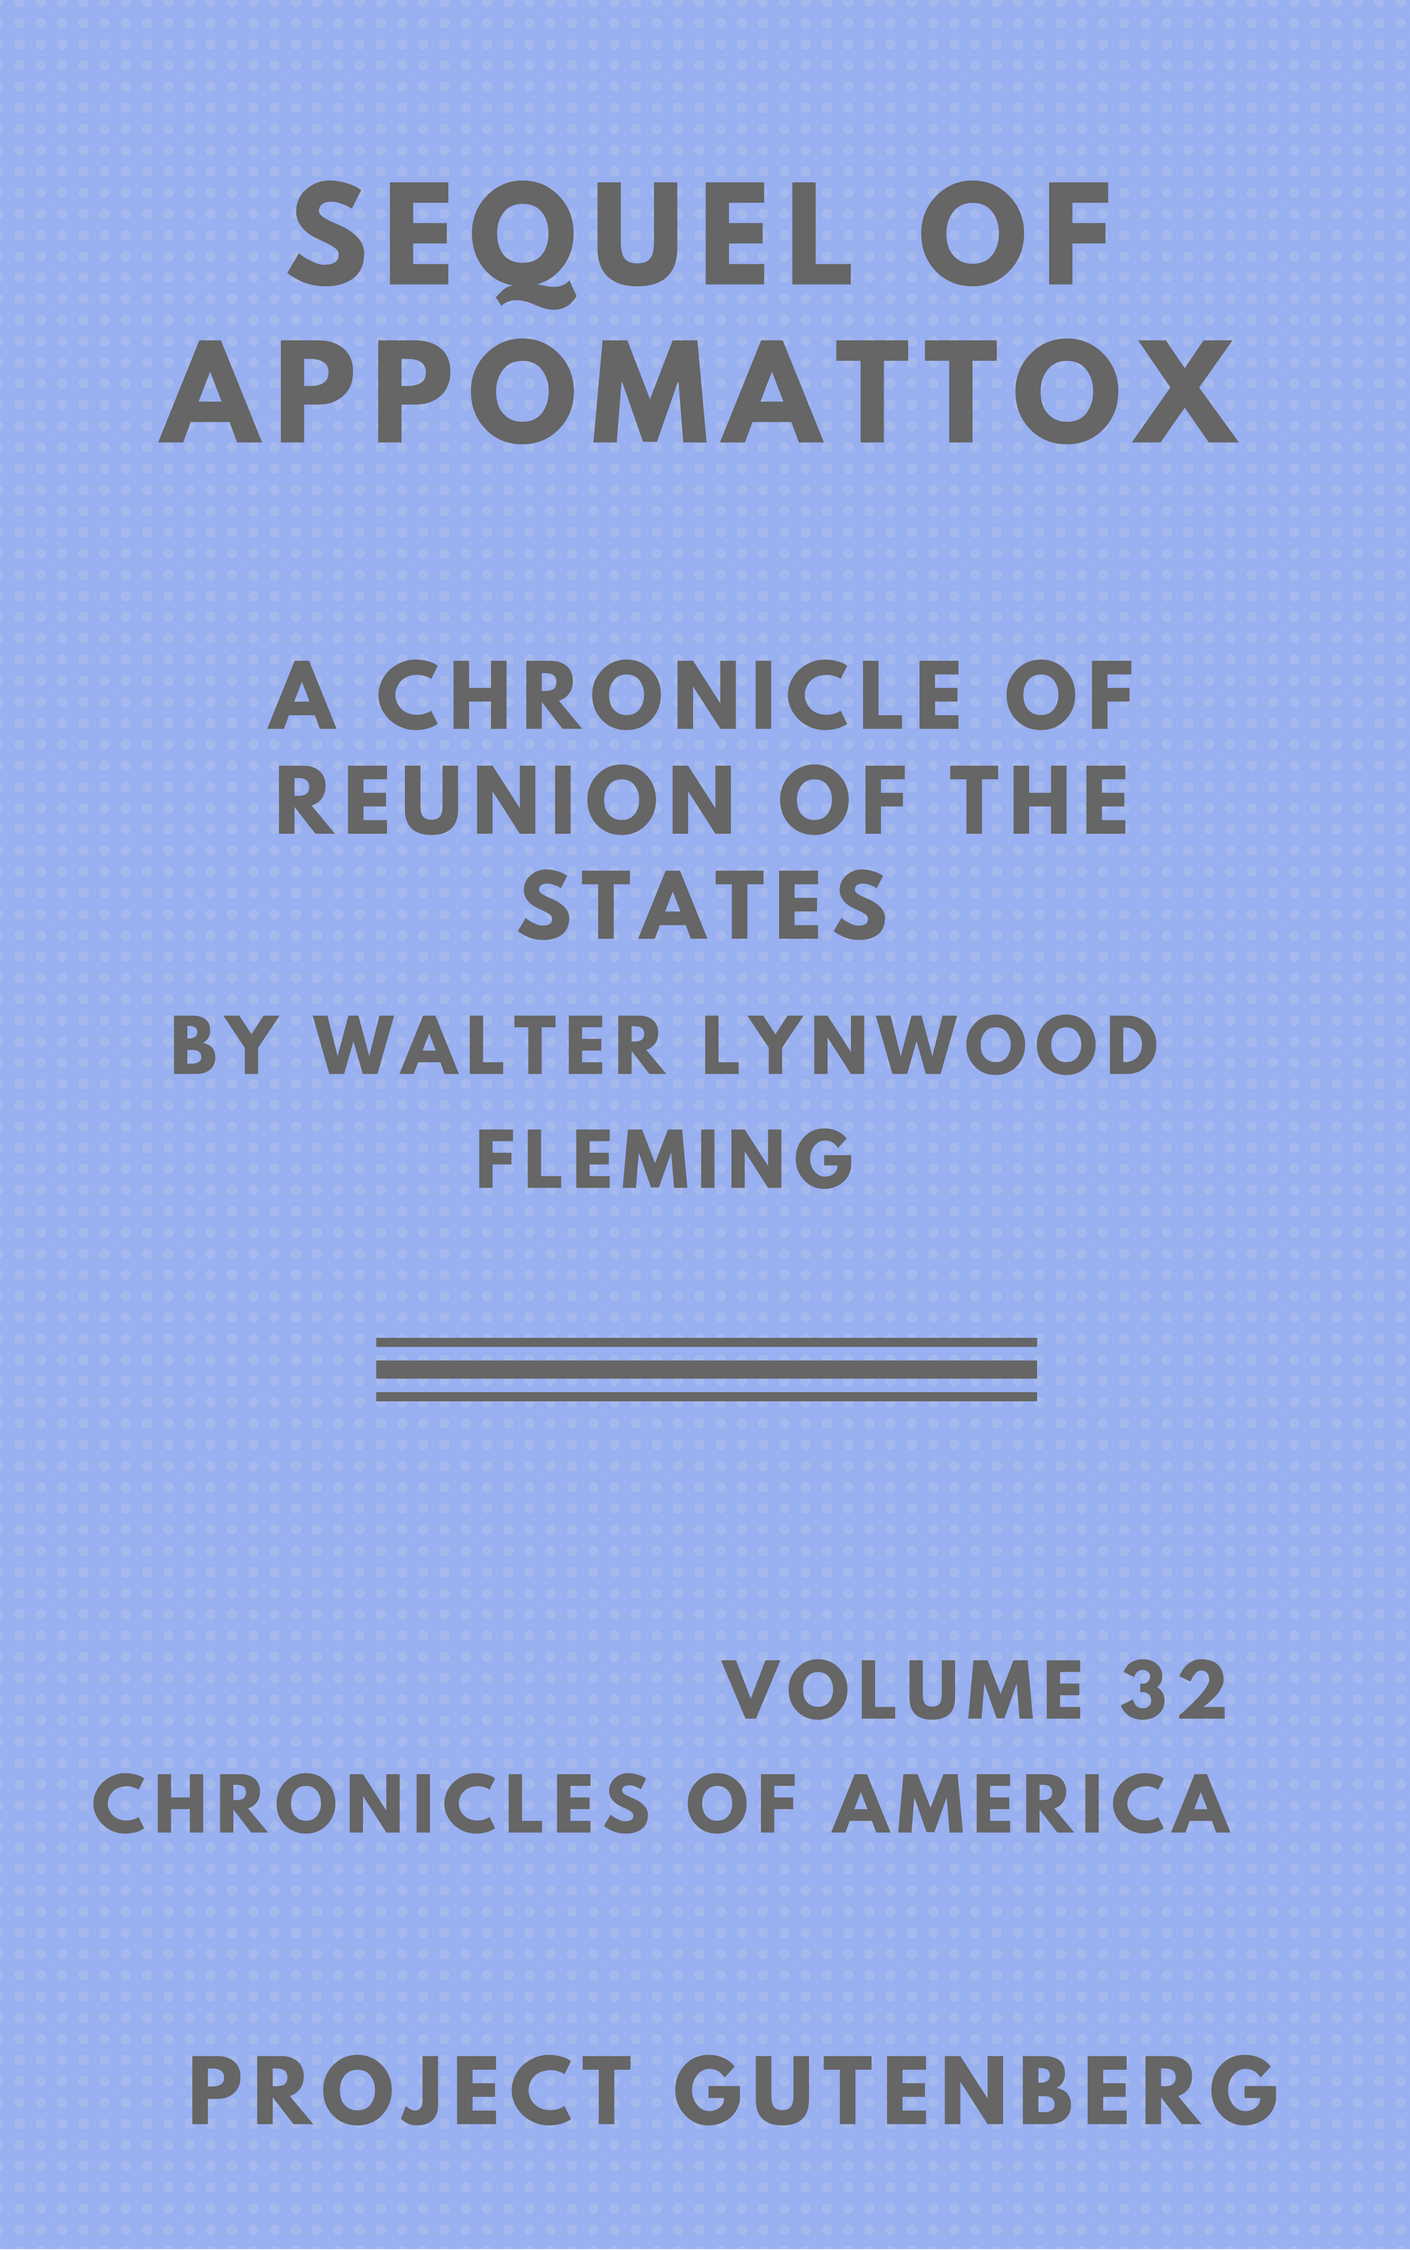 SEQUEL OF
APPOMATTOX
A CHRONICLE OF
REUNION OF THE
STATES
BY WALTER LYNWOOD
FLEMING
VOLUME 32
CHRONICLES OF AMERICA
PROJECT GUTENBERG